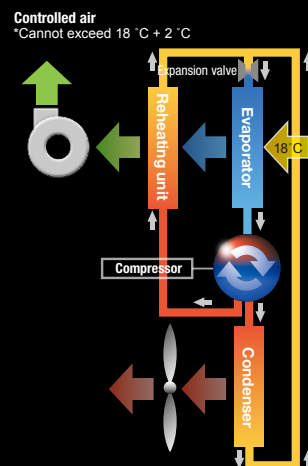 Controlled air
*Cannot exceed 18 ˚C + 2 ˚C
Expansion valve
Reheating unit
Evaporator
18˚C
Compressor
Condenser